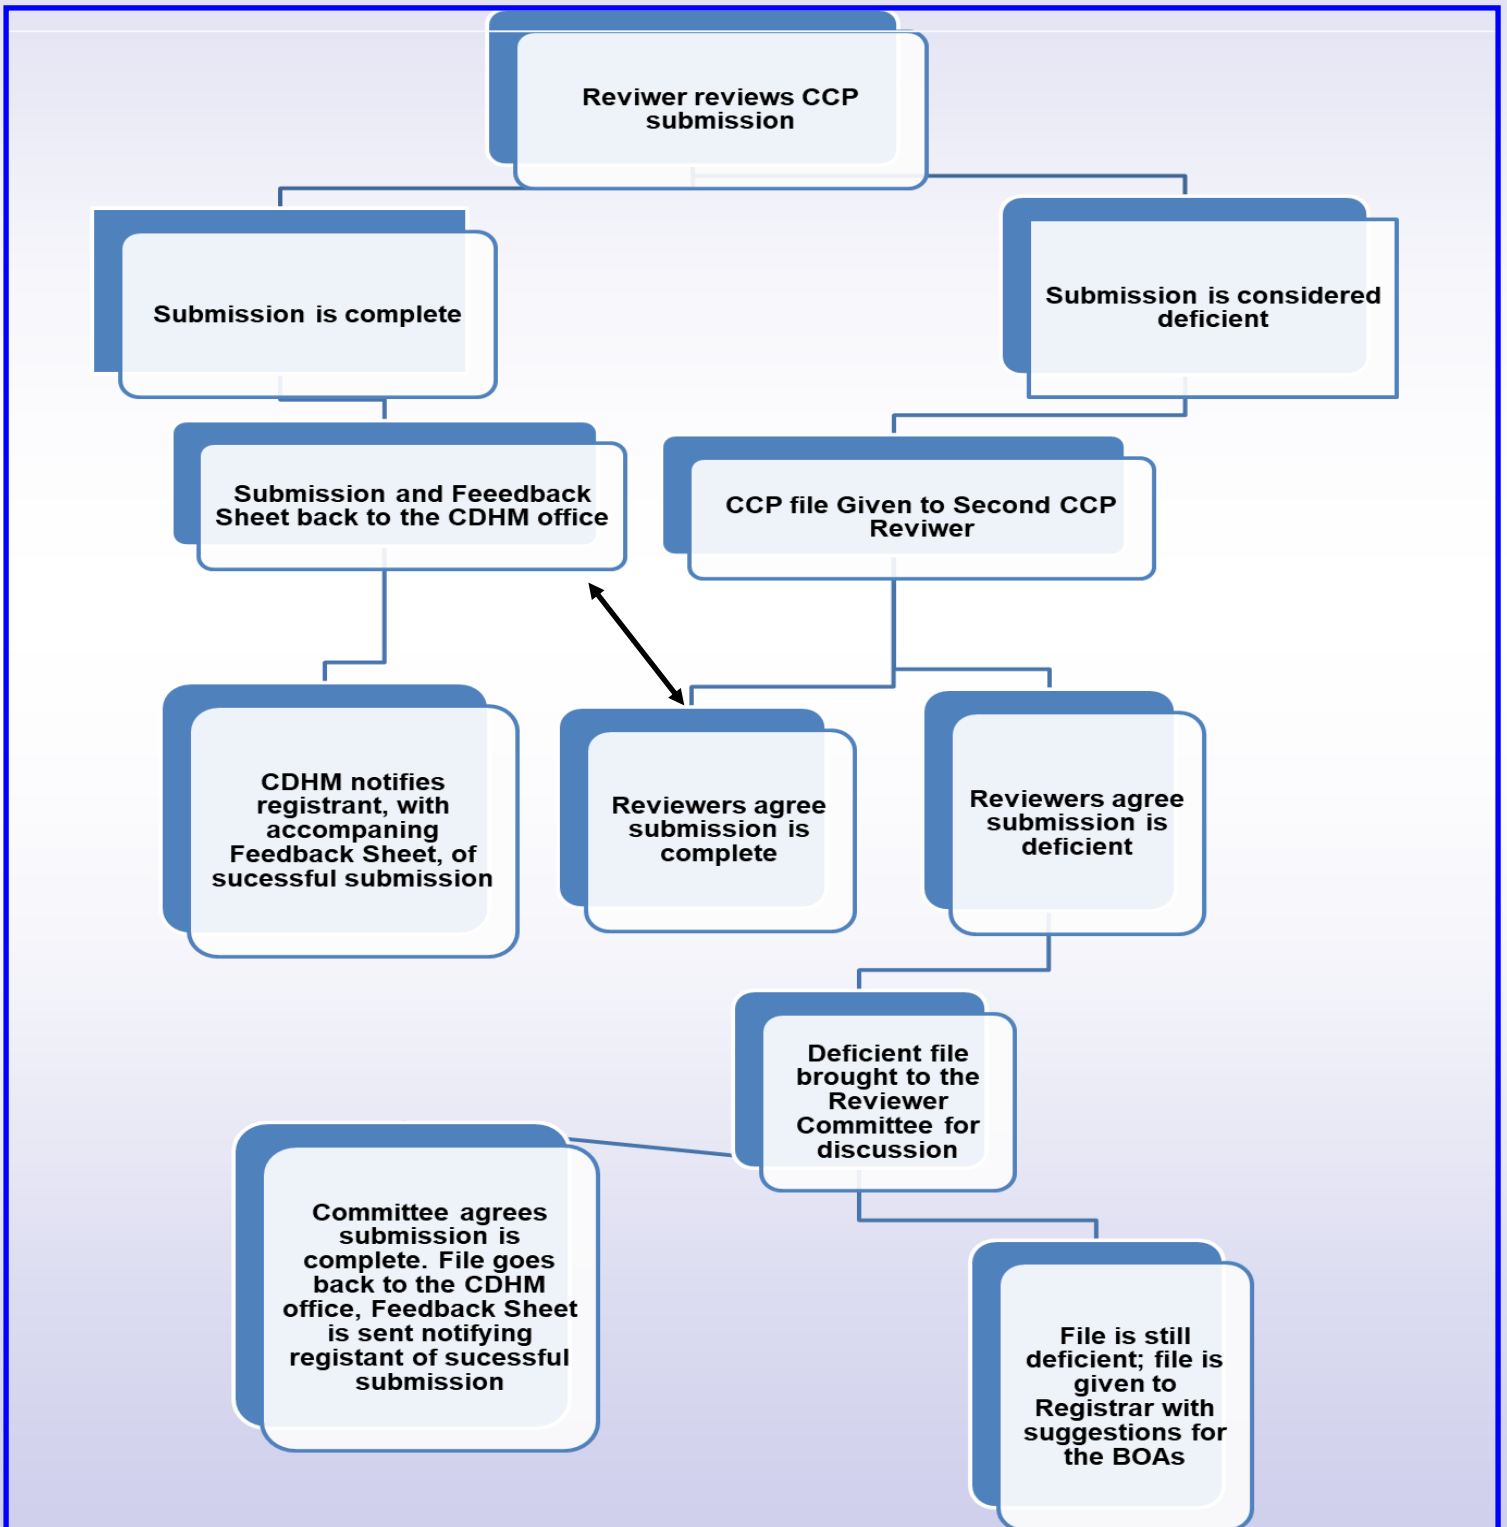 Reviwer reviews CCP
submission
Submission is complete
Submission is considered
deficient
Submission and Feeedback
Sheet back to the CDHM office
CCP file Given to Second CCP
Reviwer
CDHM notifies
registrant, with
accompaning
Feedback Sheet, of
sucessful submission
Reviewers agree
submission is
complete
Reviewers agree
submission is
deficient
Deficient file
brought to the
Reviewer
Committee for
discussion
Committee agrees
submission is
complete. File goes
back to the CDHM
office, Feedback Sheet
is sent notifying
registant of sucessful
submission
File is still
deficient; file is
given to
Registrar with
suggestions for
the BOAs